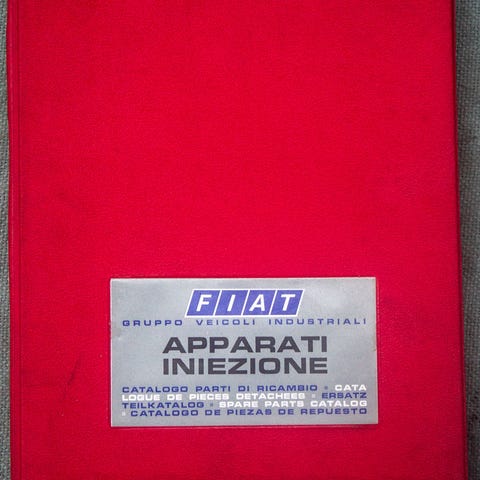 FIAT
GRUPPO VEICOLI INDUSTRIALI
APPARATI
INIEZIONE
CATALOGO PARTI DI RICAMBIO • CATA
LOGUE DE PIECES DETACHEES • ERSATZ
TEILKATALOG • SPARE PARTS CATALOG
• CATALOGO DE PIEZAS DE REPUESTO